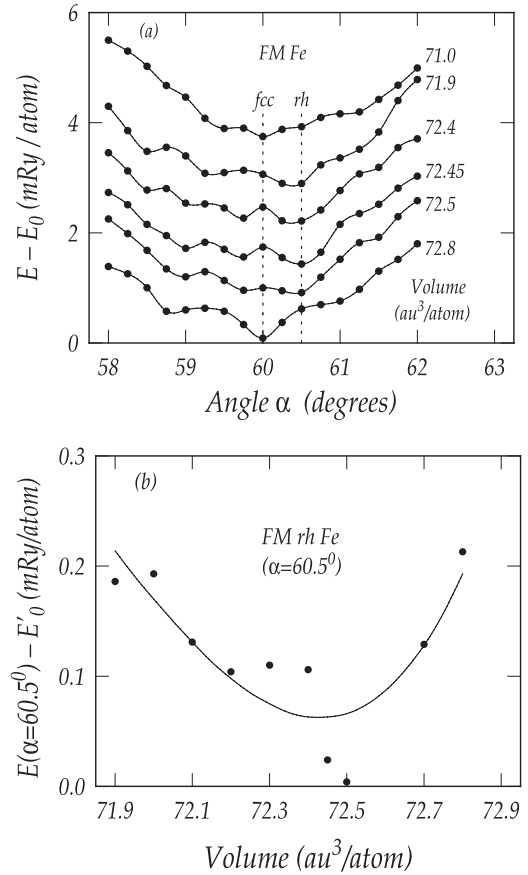 6
(a)
FM Fe
71.0
71.9
fcc
rh
4
72.4
72.45
2
72.5
72.8
Volume
(au³/atom)
0
E − E₀ (mRy/atom)
58
59
60
61
62
63
Angle α (degrees)
0.3
(b)
FM rh Fe
(α=60.5⁰)
0.2
0.1
0.0
E(α=60.5⁰) − E′₀ (mRy/atom)
71.9
72.1
72.3
72.5
72.7
72.9
Volume (au³/atom)